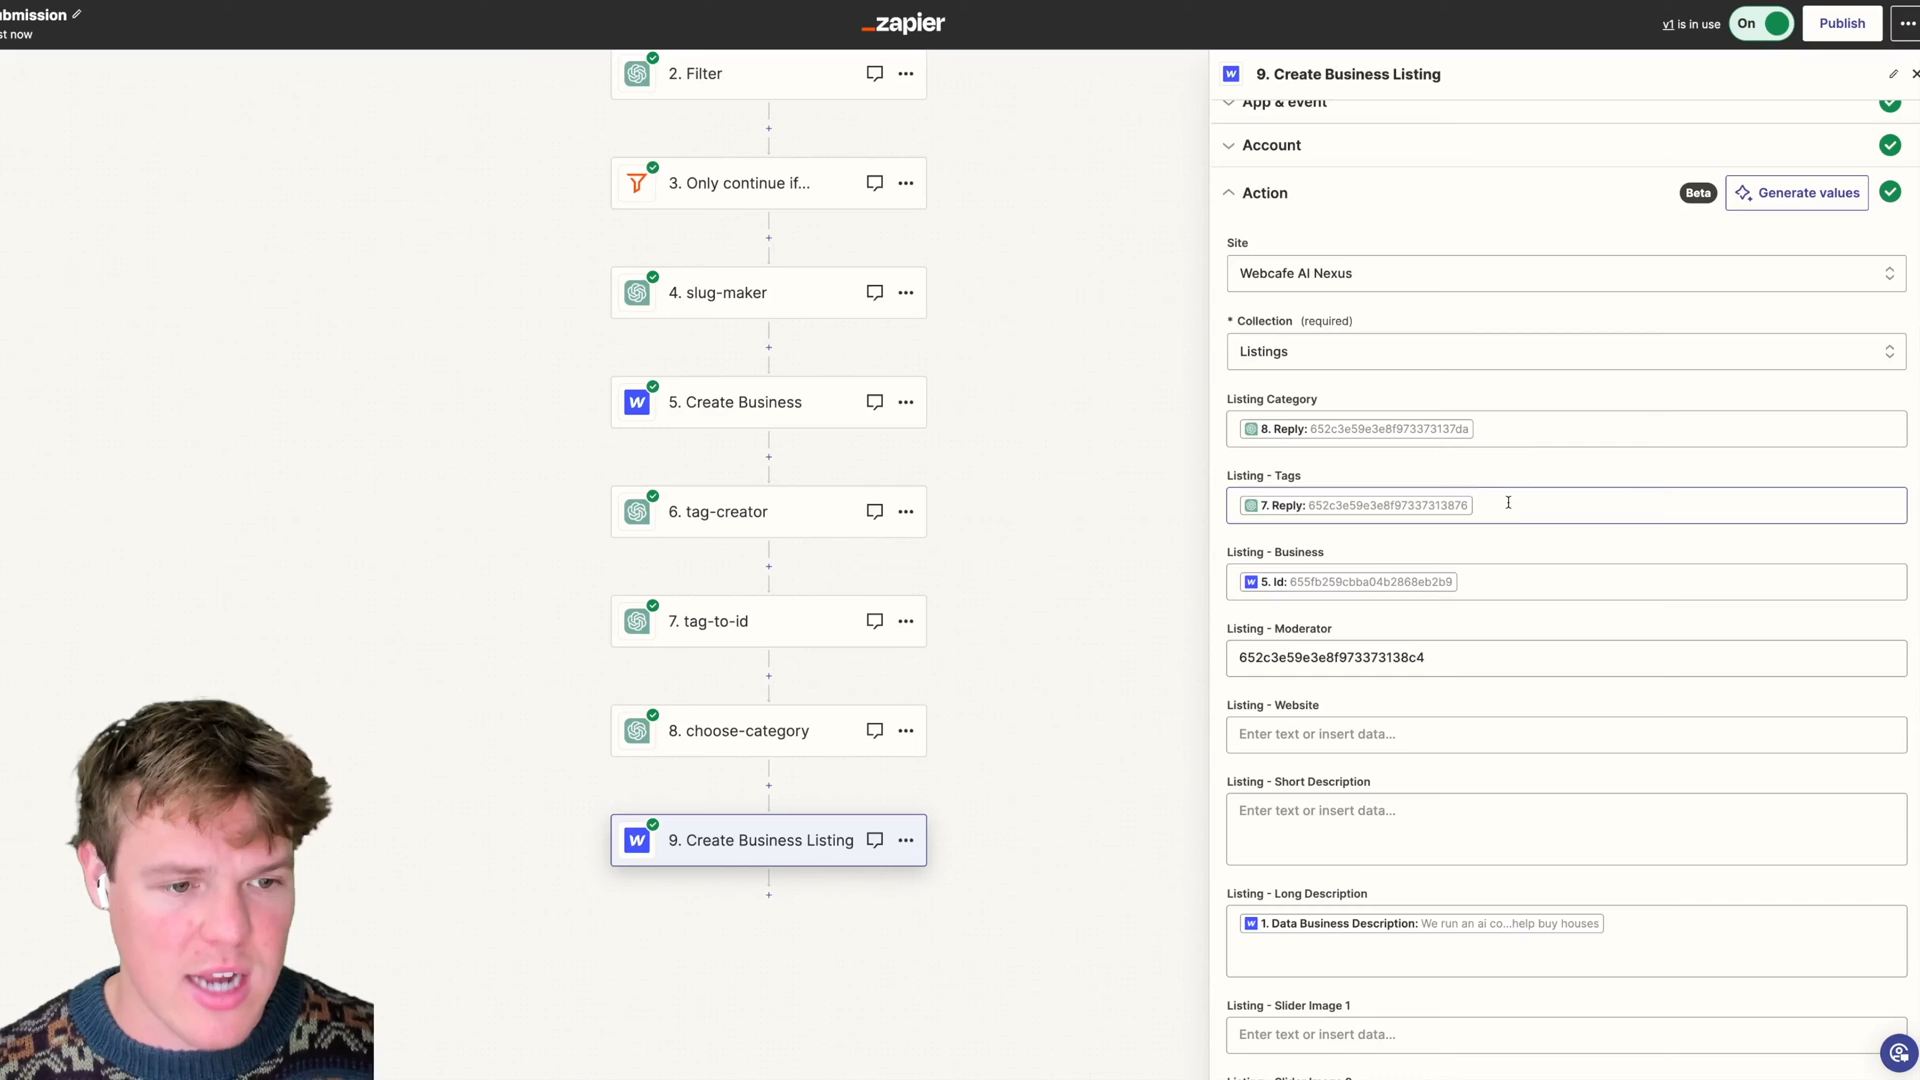 ubmission
st now
zapier
v1 is in use
On
Publish
2. Filter
3. Only continue if...
4. slug-maker
5. Create Business
6. tag-creator
7. tag-to-id
8. choose-category
9. Create Business Listing
9. Create Business Listing
App & event
Account
Action
Beta
Generate values
Site
Webcafe AI Nexus
* Collection (required)
Listings
Listing Category
8. Reply: 652c3e59e3e8f973373137da
Listing - Tags
7. Reply: 652c3e59e3e8f97337313876
Listing - Business
5. Id: 655fb259cbba04b2868eb2b9
Listing - Moderator
652c3e59e3e8f973373138c4
Listing - Website
Enter text or insert data...
Listing - Short Description
Enter text or insert data...
Listing - Long Description
1. Data Business Description: We run an ai co...help buy houses
Listing - Slider Image 1
Enter text or insert data...